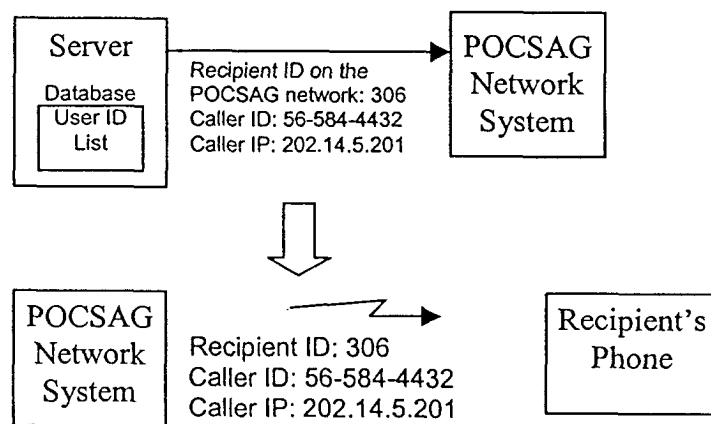 Server
Database
User ID
List
Recipient ID on the
POCSAG network: 306
Caller ID: 56-584-4432
Caller IP: 202.14.5.201
POCSAG
Network
System
POCSAG
Network
System
Recipient ID: 306
Caller ID: 56-584-4432
Caller IP: 202.14.5.201
Recipient's
Phone